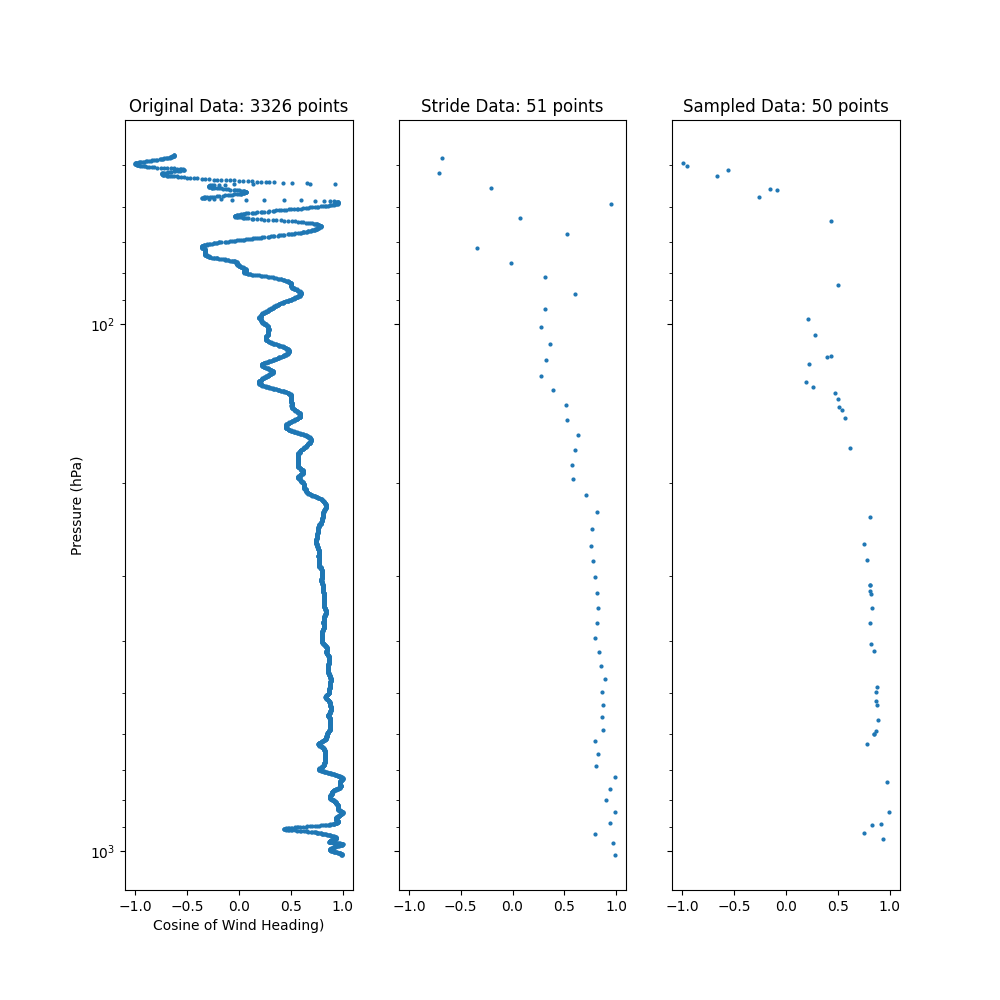 Original Data: 3326 points
Stride Data: 51 points
Sampled Data: 50 points
Pressure (hPa)
10²
10³
−1.0 −0.5 0.0 0.5 1.0
−1.0 −0.5 0.0 0.5 1.0
−1.0 −0.5 0.0 0.5 1.0
Cosine of Wind Heading)